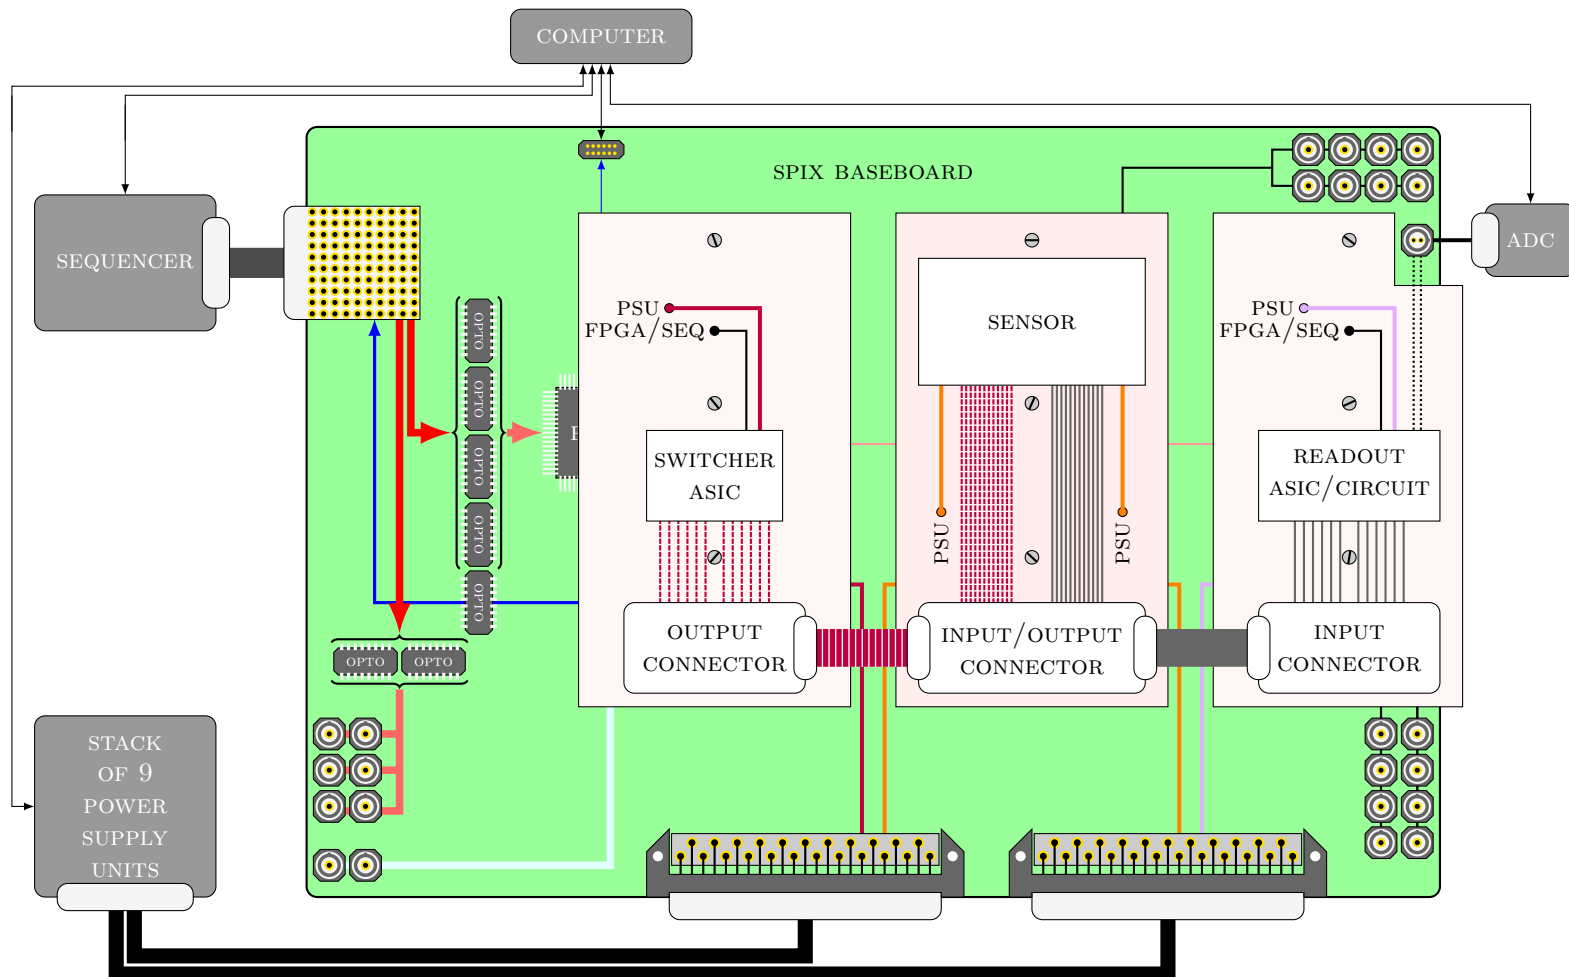 COMPUTER
SPIX BASEBOARD
SEQUENCER
ADC
PSU
FPGA/SEQ
SENSOR
PSU
FPGA/SEQ
OPTO
OPTO
OPTO
OPTO
OPTO
SWITCHER
ASIC
READOUT
ASIC/CIRCUIT
PSU
PSU
OUTPUT
CONNECTOR
INPUT/OUTPUT
CONNECTOR
INPUT
CONNECTOR
OPTO
OPTO
STACK
OF 9
POWER
SUPPLY
UNITS